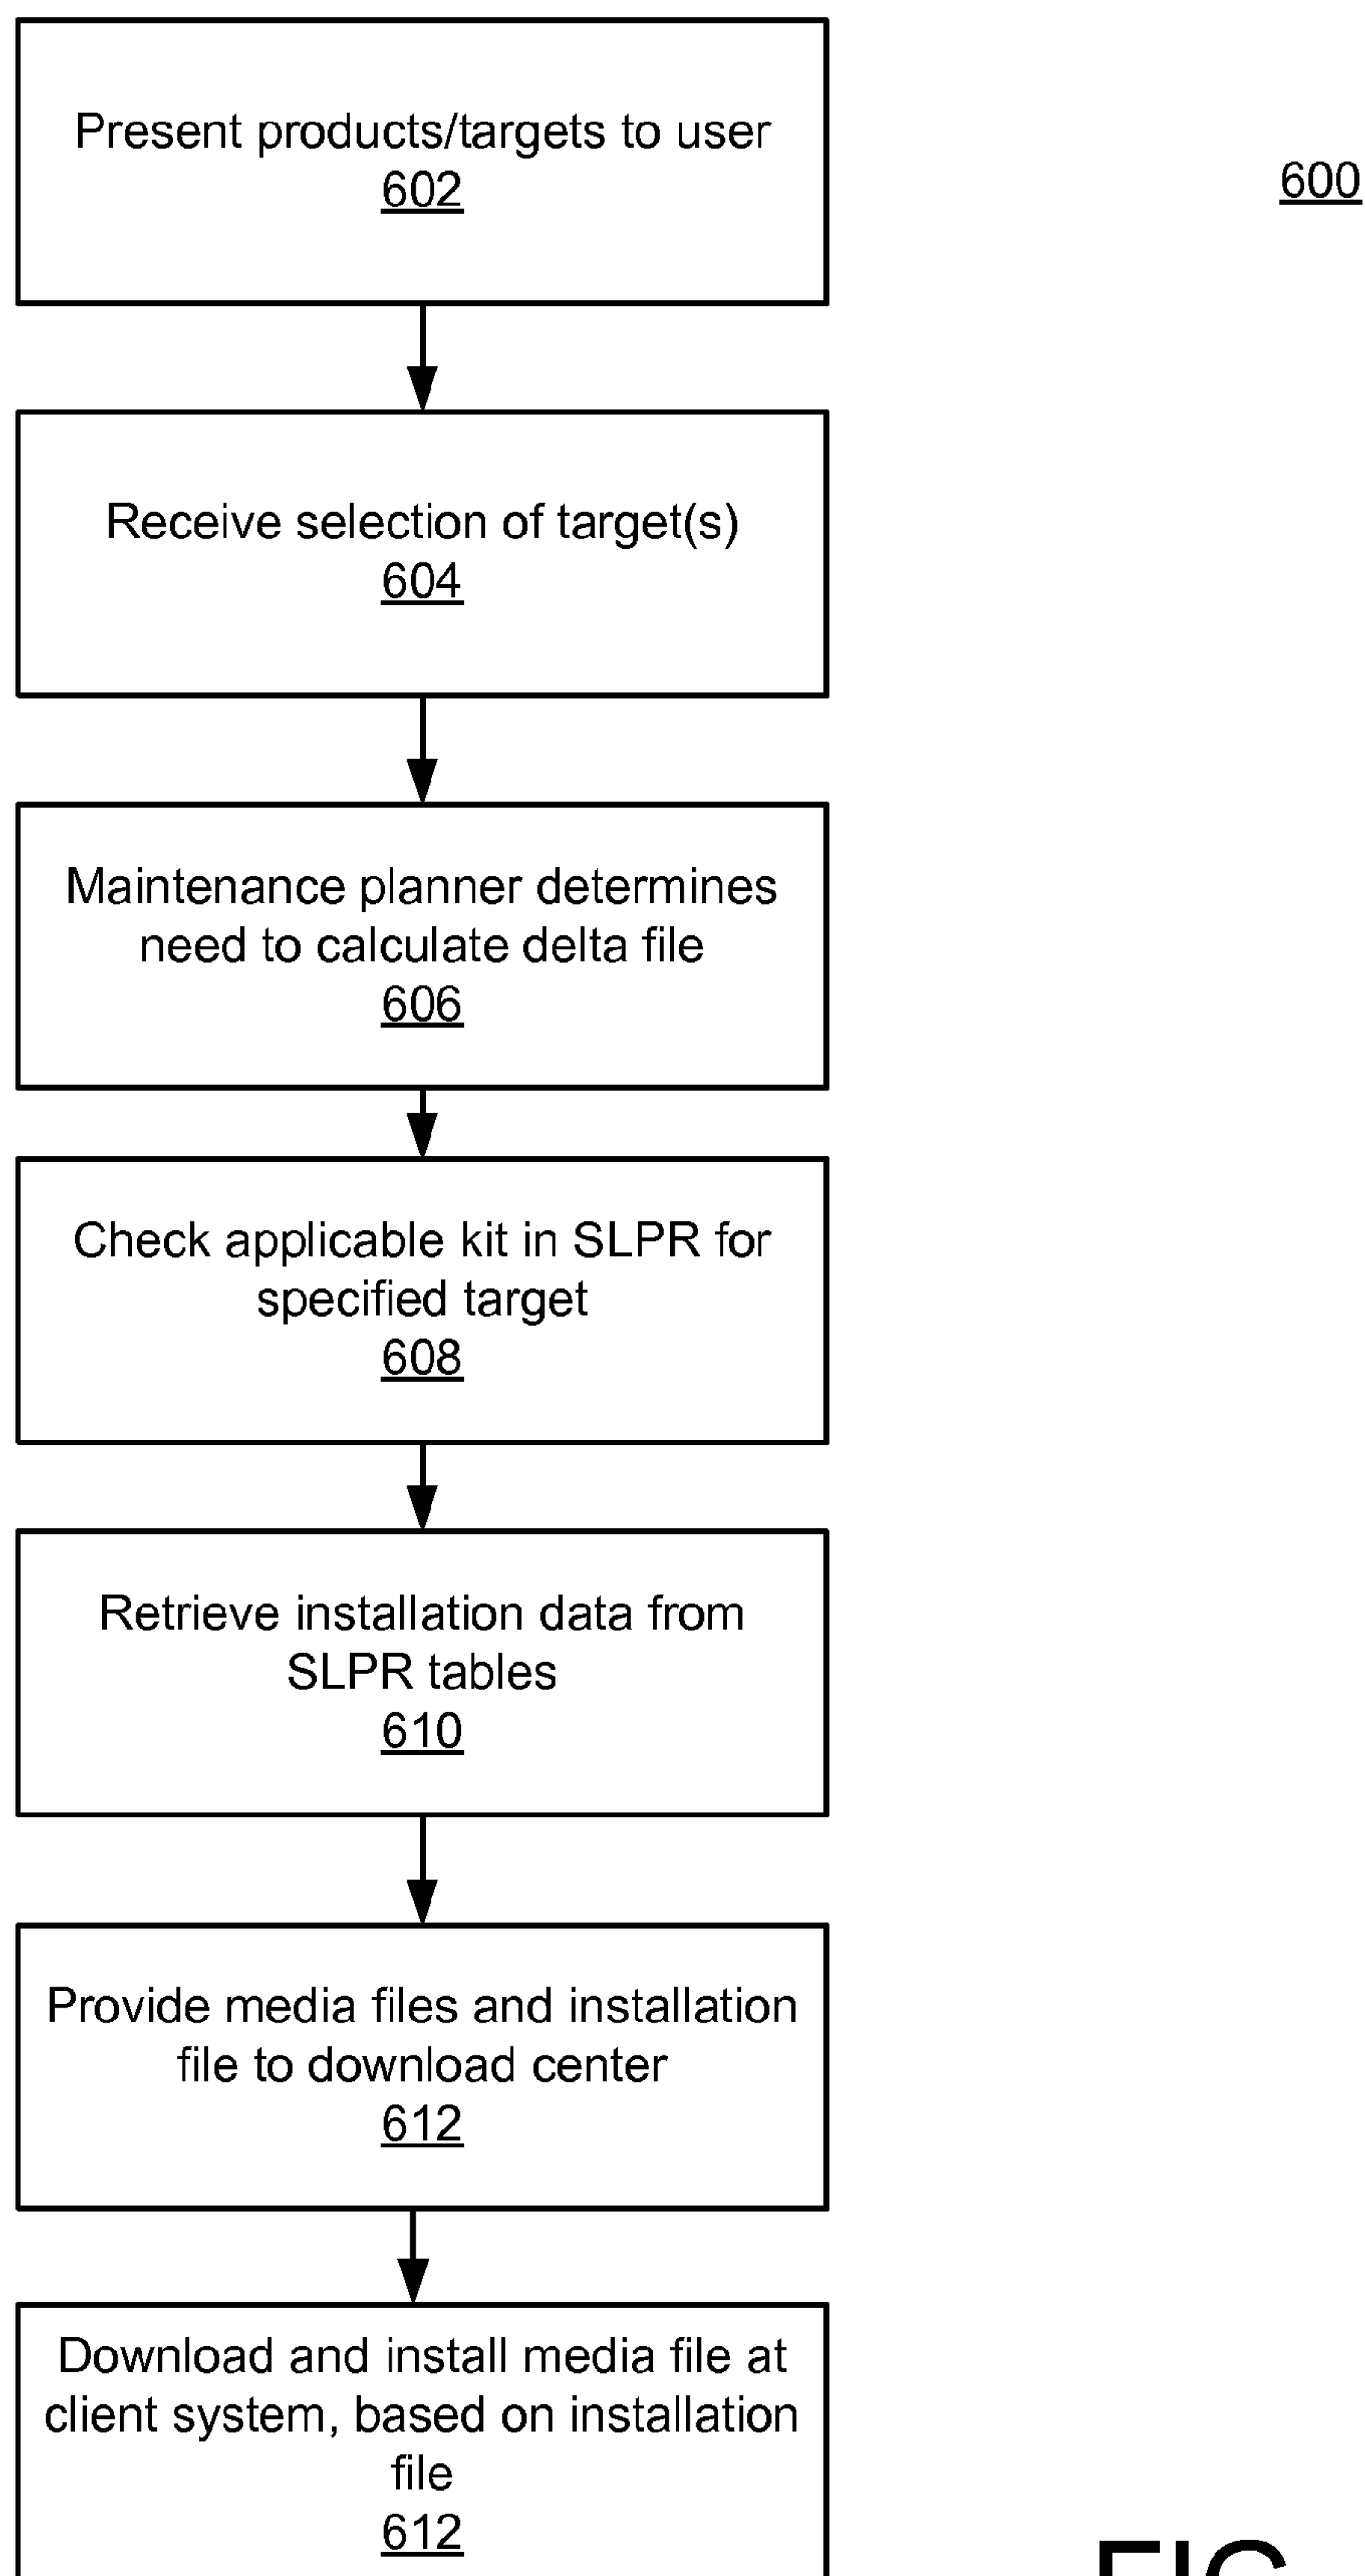 Present products/targets to user
602
600
Receive selection of target(s)
604
Maintenance planner determines
need to calculate delta file
606
Check applicable kit in SLPR for
specified target
608
Retrieve installation data from
SLPR tables
610
Provide media files and installation
file to download center
612
Download and install media file at
client system, based on installation
file
612
FIG